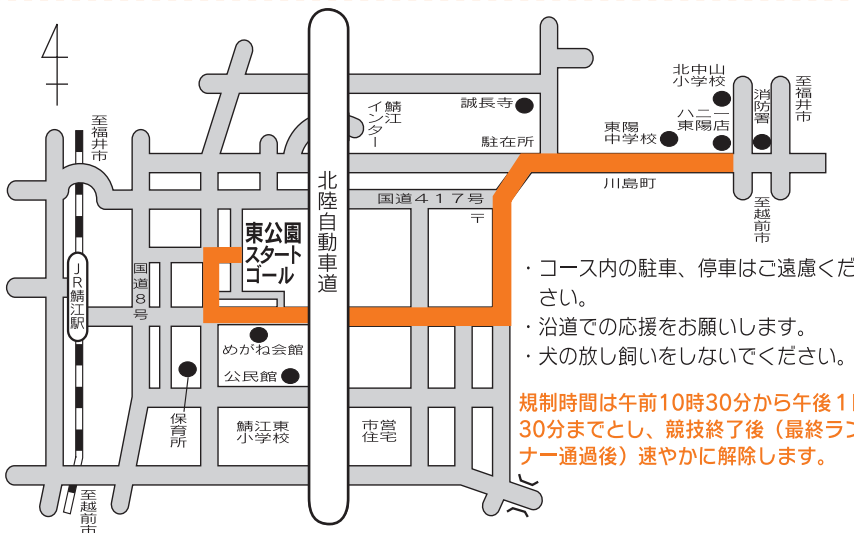 至福井市
鯖江
インター
誠長寺
駐在所
北中山
小学校
消防署
至福井市
東陽
中学校
ハニー
東陽店
川島町
至越前市
北陸自動車道
国道417号
〒
東公園
スタート
ゴール
国道8号
JR鯖江駅
めがね会館
公民館
保育所
鯖江東
小学校
市営
住宅
至越前市
・コース内の駐車、停車はご遠慮くだ
さい。
・沿道での応援をお願いします。
・犬の放し飼いをしないでください。
規制時間は午前10時30分から午後1
30分までとし、競技終了後（最終ラン
ナー通過後）速やかに解除します。